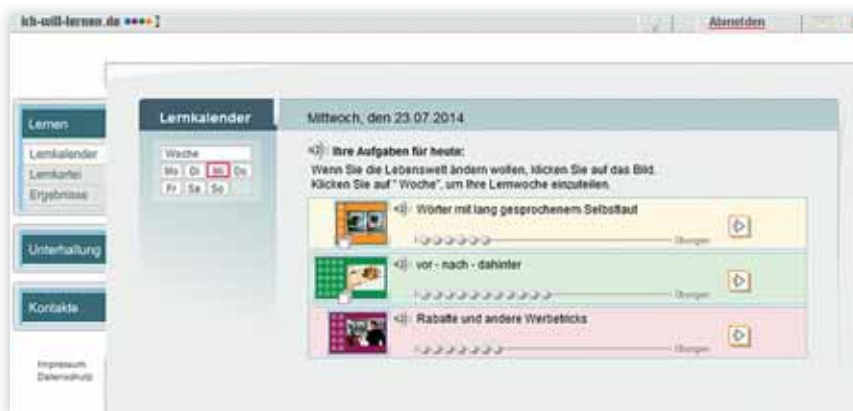 ich-will-lernen.de
Abmelden
Lernen
Lernkalender
Lernkartei
Ergebnisse
Unterhaltung
Kontakte
Impressum
Datenschutz
Lernkalender
Woche
Mo Di Mi Do
Fr Sa So
Mittwoch, den 23.07.2014
Ihre Aufgaben für heute:
Wenn Sie die Lebenswelt ändern wollen, klicken Sie auf das Bild.
Klicken Sie auf "Woche", um Ihre Lernwoche einzuteilen.
Wörter mit lang gesprochenem Selbstlaut
Übungen
vor - nach - dahinter
Übungen
Rabatte und andere Werbetricks
Übungen